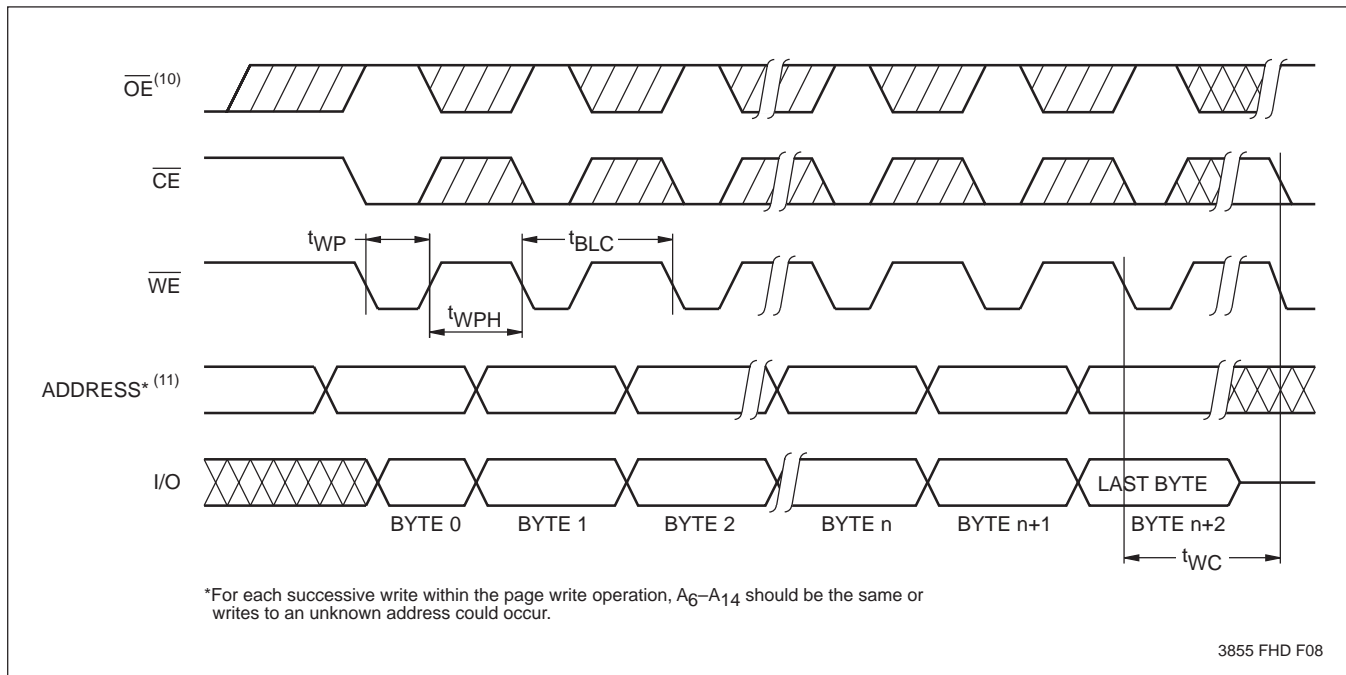 OE(10)
CE
tWP
tBLC
WE
tWPH
ADDRESS* (11)
I/O
LAST BYTE
BYTE 0
BYTE 1
BYTE 2
BYTE n
BYTE n+1
BYTE n+2
tWC
*For each successive write within the page write operation, A6–A14 should be the same or
writes to an unknown address could occur.
3855 FHD F08